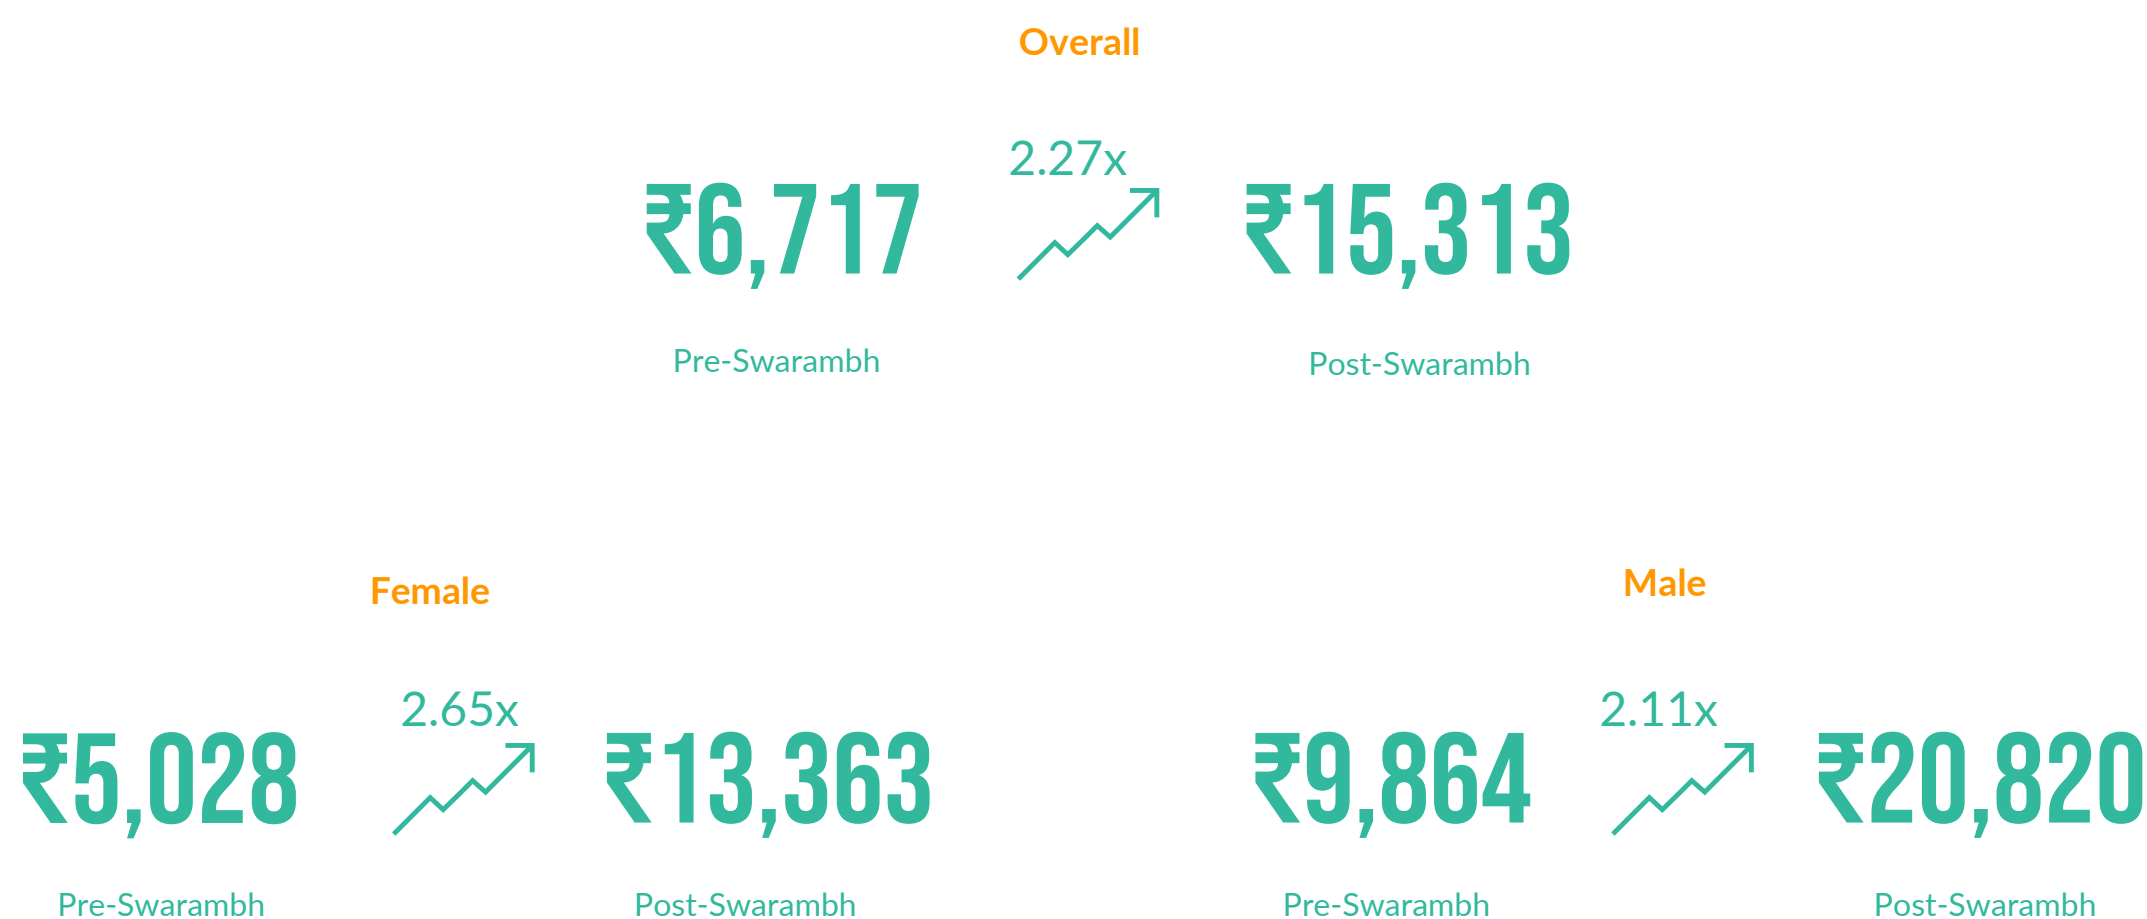 Overall
2.27x
₹6,717
₹15,313
Pre-Swarambh
Post-Swarambh
Female
2.65x
₹5,028
₹13,363
Pre-Swarambh
Post-Swarambh
Male
2.11x
₹9,864
₹20,820
Pre-Swarambh
Post-Swarambh